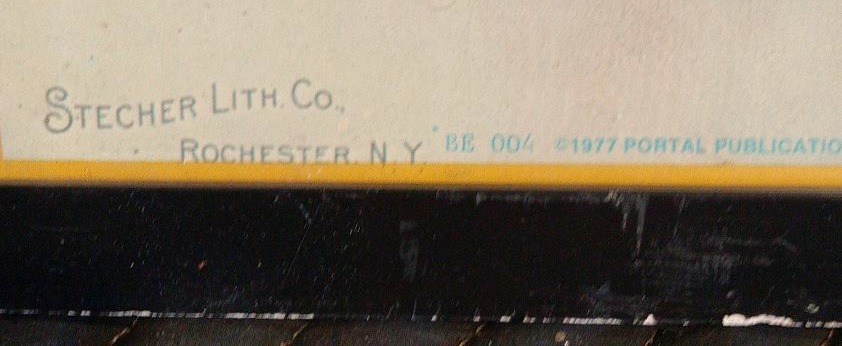 STECHER LITH. CO.,
ROCHESTER. N. Y.
BE 004 ©1977 PORTAL PUBLICATIO